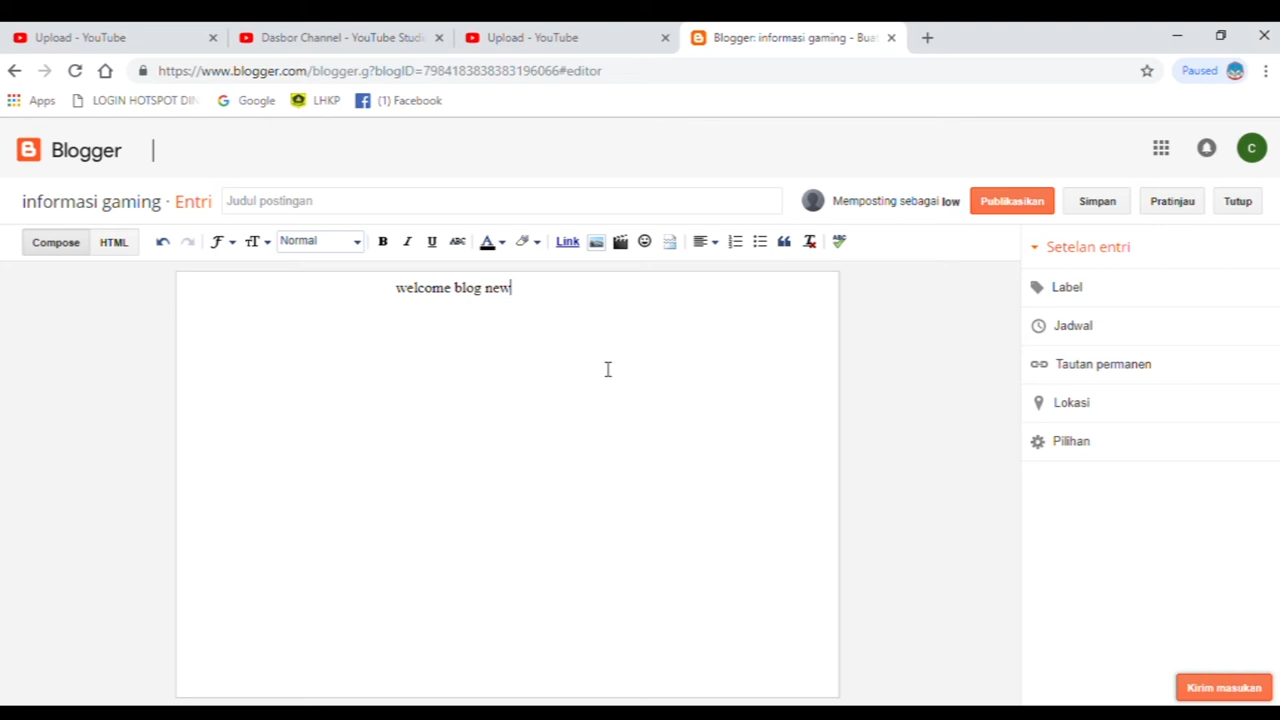 Upload - YouTube
Dasbor Channel - YouTube Studi
Upload - YouTube
Blogger: informasi gaming - Bua
https://www.blogger.com/blogger.g?blogID=7984183838383196066#editor
Paused
Apps
LOGIN HOTSPOT DIN
Google
LHKP
(1) Facebook
Blogger
C
informasi gaming · Entri
Judul postingan
Memposting sebagai low
Publikasikan
Simpan
Pratinjau
Tutup
Compose
HTML
Normal
B
I
U
ABC
A
Link
Setelan entri
welcome blog new
Label
Jadwal
Tautan permanen
Lokasi
Pilihan
Kirim masukan